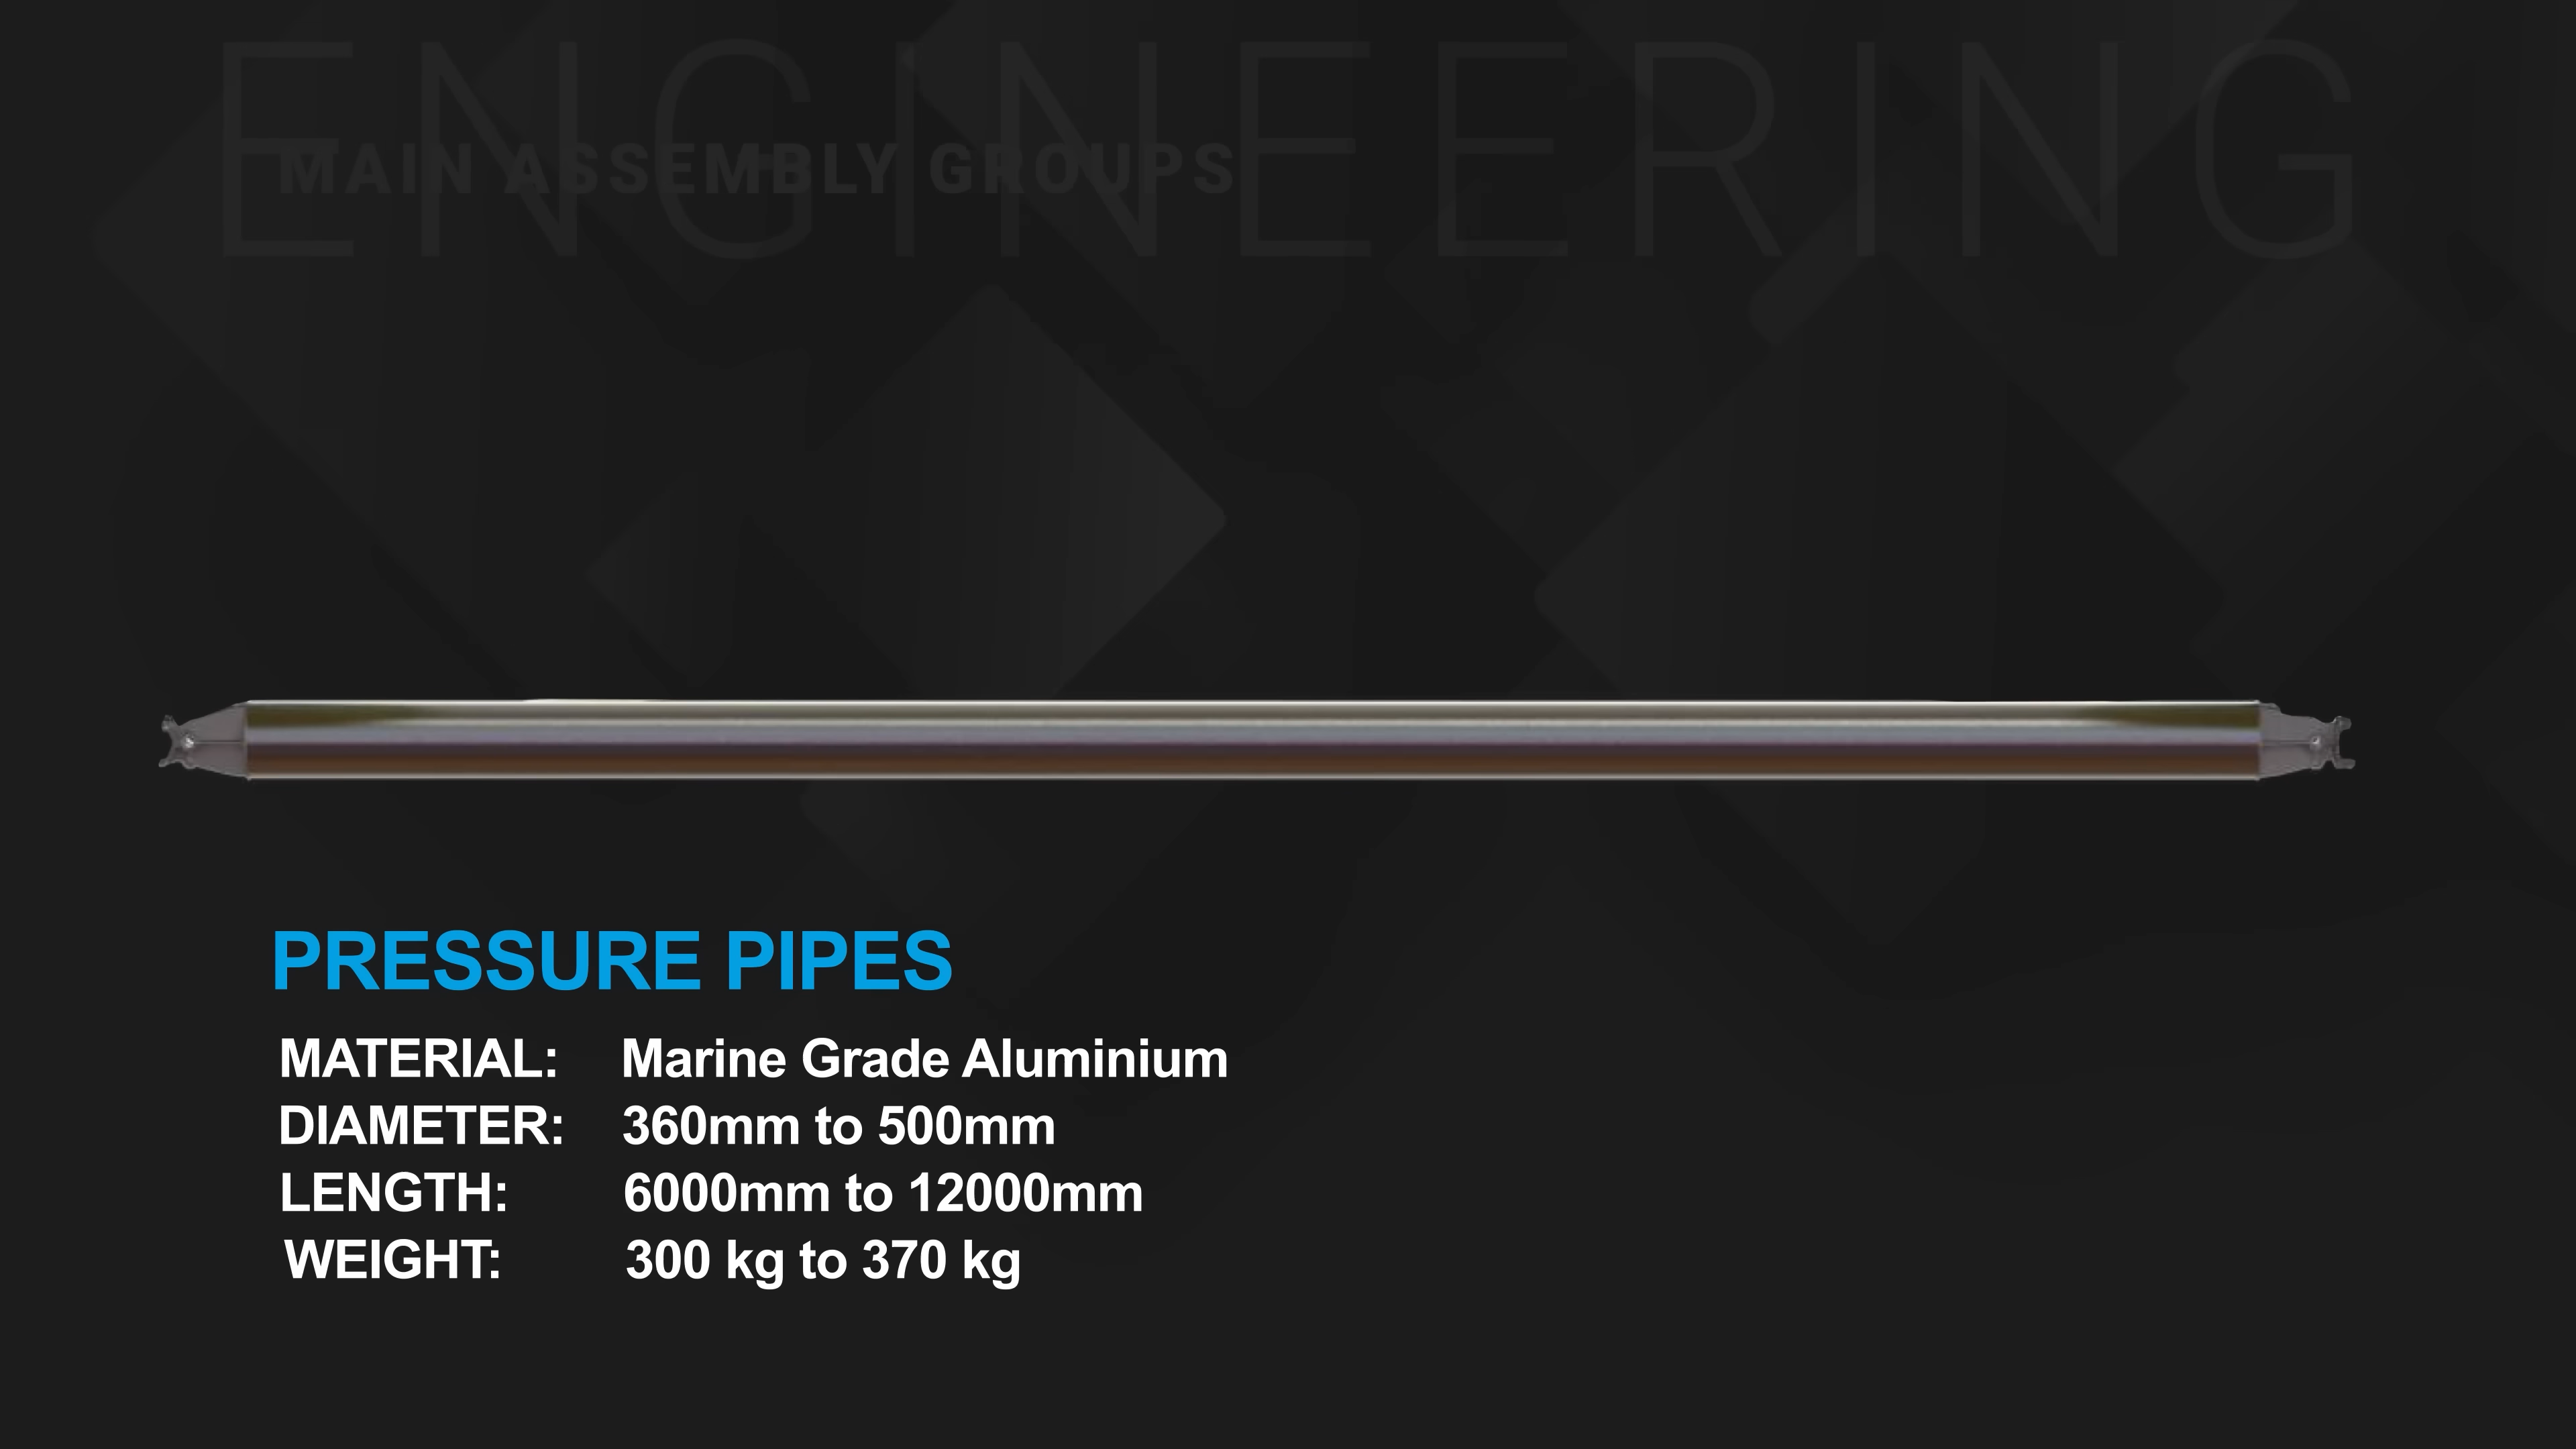 ENGINEERING
MAIN ASSEMBLY GROUPS
PRESSURE PIPES
MATERIAL: Marine Grade Aluminium
DIAMETER: 360mm to 500mm
LENGTH: 6000mm to 12000mm
WEIGHT: 300 kg to 370 kg